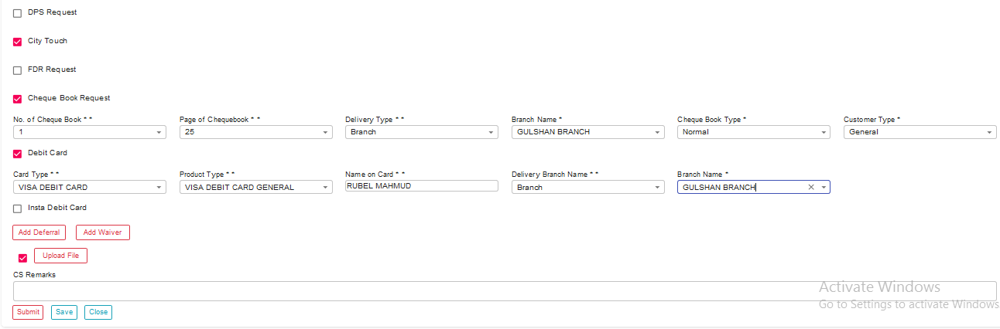 DPS Request
City Touch
FDR Request
Cheque Book Request
No. of Cheque Book * * Page of Chequebook * * Delivery Type * * Branch Name * Cheque Book Type * Customer Type *
1 25 Branch GULSHAN BRANCH Normal General
Debit Card
Card Type * * Product Type * * Name on Card * * Delivery Branch Name * * Branch Name *
VISA DEBIT CARD VISA DEBIT CARD GENERAL RUBEL MAHMUD Branch GULSHAN BRANCH
Insta Debit Card
Add Deferral Add Waiver
Upload File
CS Remarks
Activate Windows
Go to Settings to activate Windows
Submit Save Close